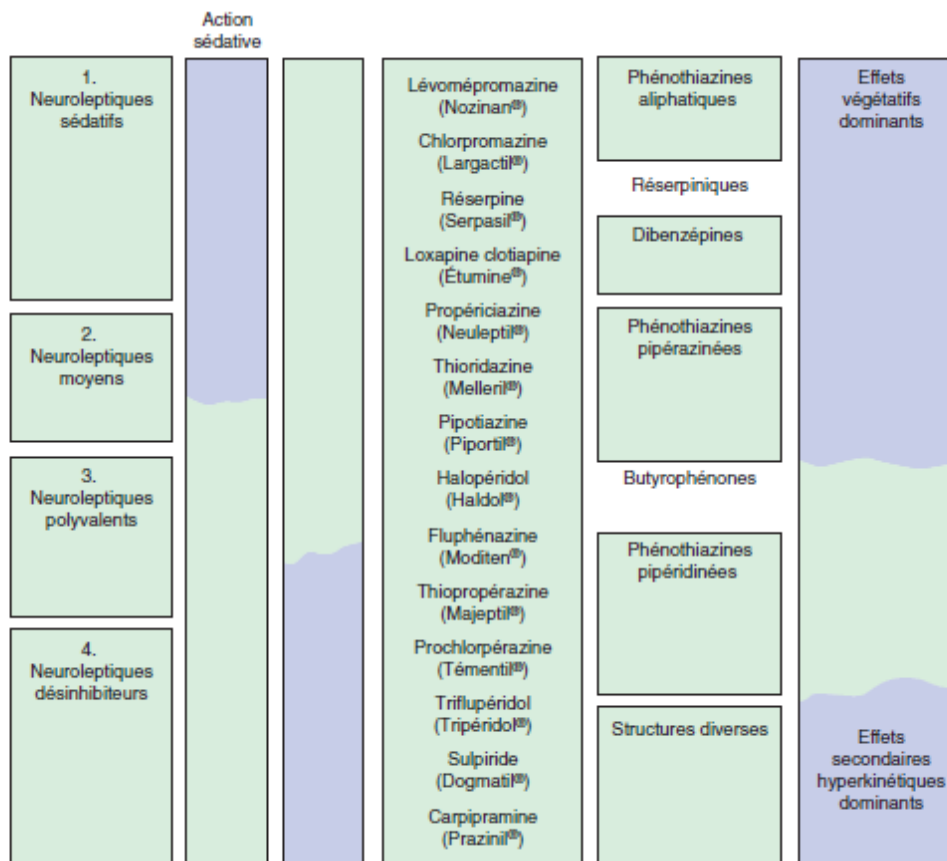 Action
sédative
1.
Neuroleptiques
sédatifs
2.
Neuroleptiques
moyens
3.
Neuroleptiques
polyvalents
4.
Neuroleptiques
désinhibiteurs
Lévomépromazine
(Nozinan®)
Chlorpromazine
(Largactil®)
Réserpine
(Serpasil®)
Loxapine clotiapine
(Étumine®)
Propériciazine
(Neuleptil®)
Thioridazine
(Melleril®)
Pipotiazine
(Piportil®)
Halopéridol
(Haldol®)
Fluphénazine
(Moditen®)
Thiopropérazine
(Majeptil®)
Prochlorpérazine
(Témentil®)
Triflupéridol
(Tripéridol®)
Sulpiride
(Dogmatil®)
Carpipramine
(Prazinil®)
Phénothiazines
aliphatiques
Réserpiniques
Dibenzépines
Phénothiazines
pipérazinées
Butyrophénones
Phénothiazines
pipéridinées
Structures diverses
Effets
végétatifs
dominants
Effets
secondaires
hyperkinétiques
dominants